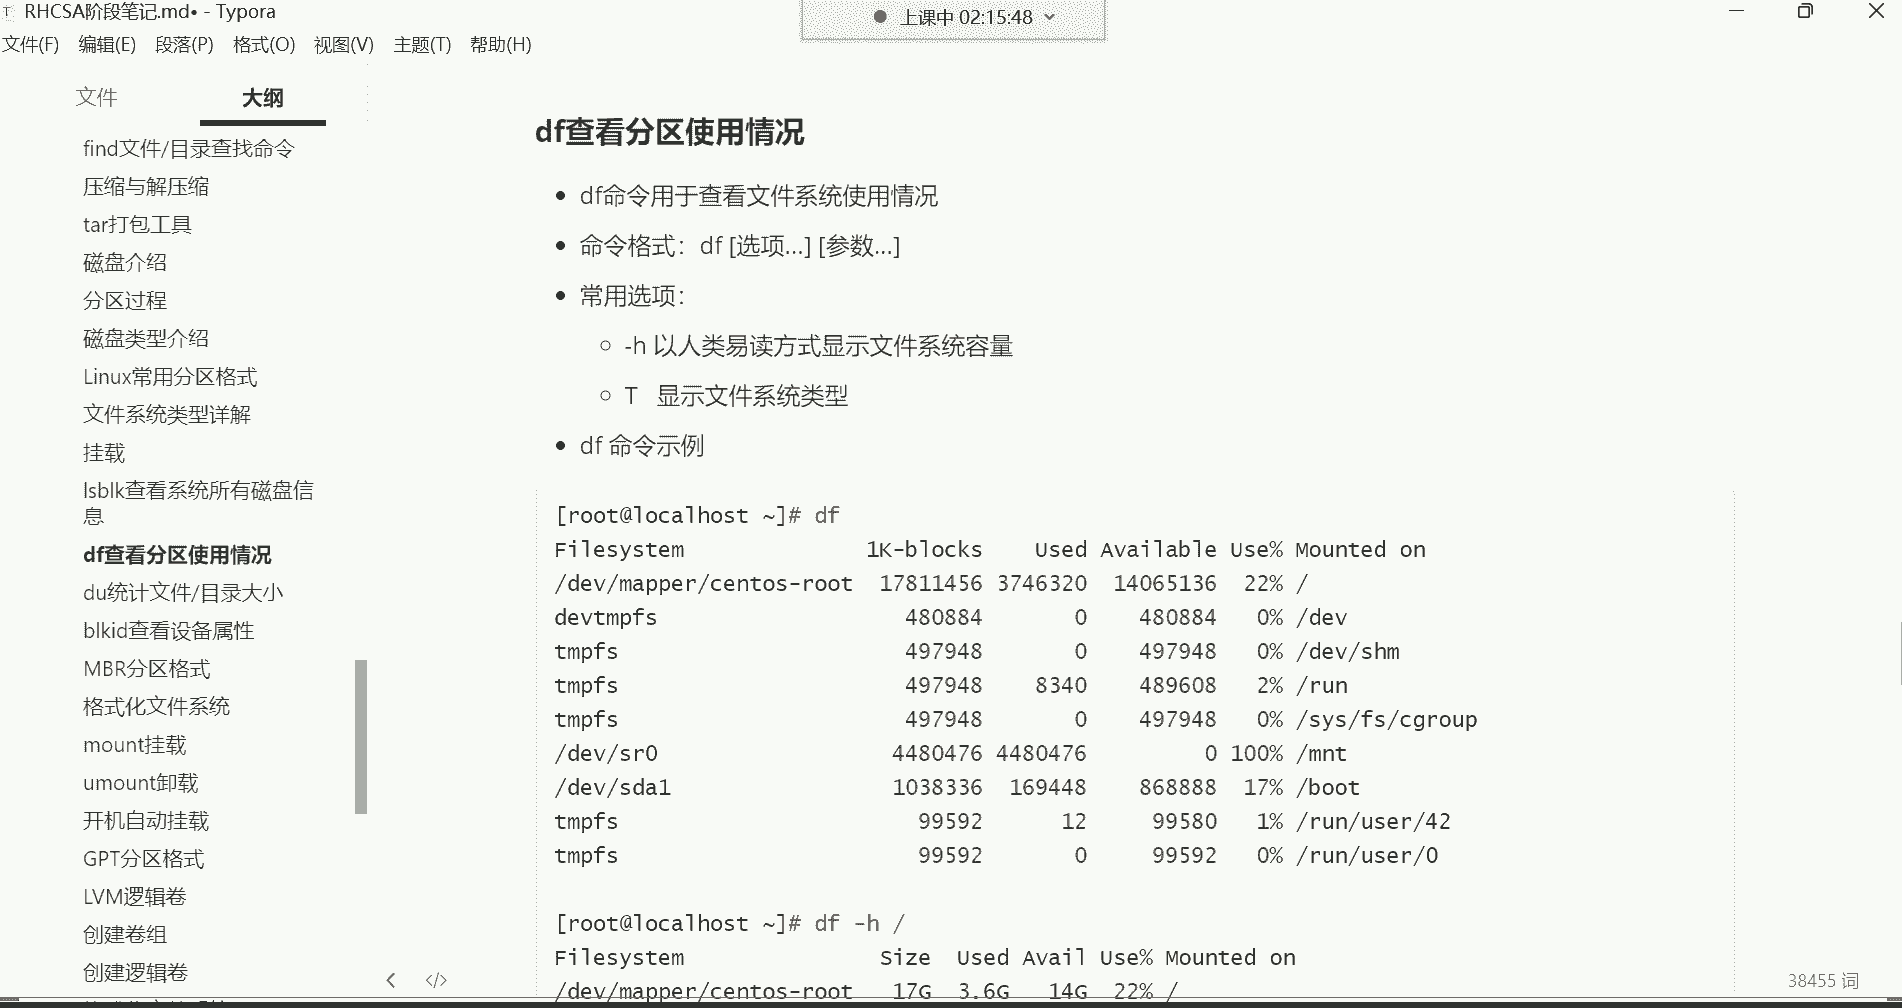 RHCSA阶段笔记.md• - Typora
上课中 02:15:48
文件(F) 编辑(E) 段落(P) 格式(O) 视图(V) 主题(T) 帮助(H)
文件 大纲
find文件/目录查找命令
压缩与解压缩
tar打包工具
磁盘介绍
分区过程
磁盘类型介绍
Linux常用分区格式
文件系统类型详解
挂载
lsblk查看系统所有磁盘信
息
df查看分区使用情况
du统计文件/目录大小
blkid查看设备属性
MBR分区格式
格式化文件系统
mount挂载
umount卸载
开机自动挂载
GPT分区格式
LVM逻辑卷
创建卷组
创建逻辑卷
df查看分区使用情况
df命令用于查看文件系统使用情况
命令格式：df [选项...] [参数...]
常用选项：
-h 以人类易读方式显示文件系统容量
T 显示文件系统类型
df 命令示例
[root@localhost ~]# df
Filesystem 1K-blocks Used Available Use% Mounted on
/dev/mapper/centos-root 17811456 3746320 14065136 22% /
devtmpfs 480884 0 480884 0% /dev
tmpfs 497948 0 497948 0% /dev/shm
tmpfs 497948 8340 489608 2% /run
tmpfs 497948 0 497948 0% /sys/fs/cgroup
/dev/sr0 4480476 4480476 0 100% /mnt
/dev/sda1 1038336 169448 868888 17% /boot
tmpfs 99592 12 99580 1% /run/user/42
tmpfs 99592 0 99592 0% /run/user/0
[root@localhost ~]# df -h /
Filesystem Size Used Avail Use% Mounted on
/dev/mapper/centos-root 17G 3.6G 14G 22% /
38455 词